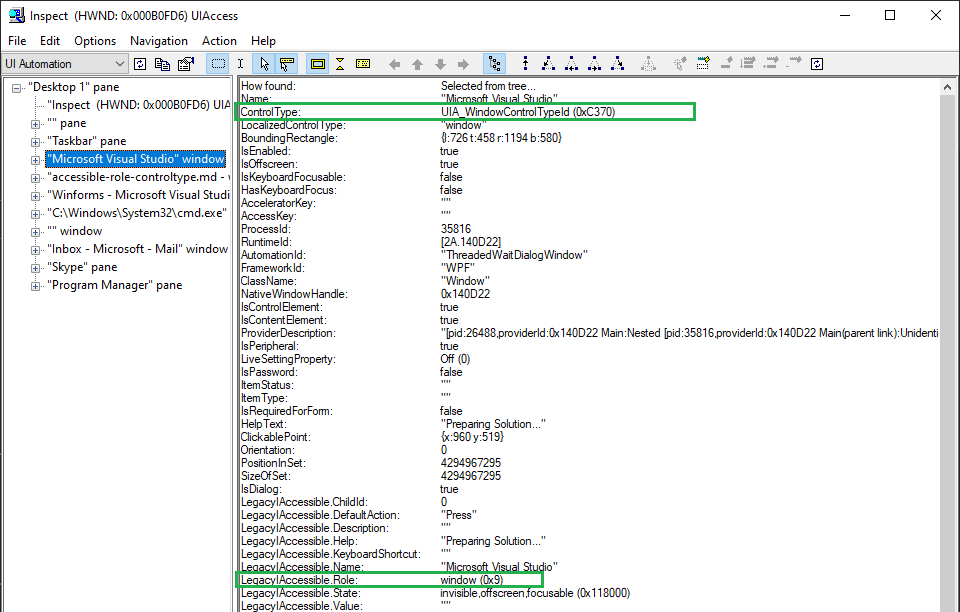 Inspect (HWND: 0x000B0FD6) UIAccess
File Edit Options Navigation Action Help
UI Automation
"Desktop 1" pane
"Inspect (HWND: 0x000B0FD6) UIA
"" pane
"Taskbar" pane
"Microsoft Visual Studio" window
"accessible-role-controltype.md -
"Winforms - Microsoft Visual Studi
"C:\Windows\System32\cmd.exe"
"" window
"Inbox - Microsoft - Mail" window
"Skype" pane
"Program Manager" pane
How found: Selected from tree...
Name: "Microsoft Visual Studio"
ControlType: UIA_WindowControlTypeId (0xC370)
LocalizedControlType: "window"
BoundingRectangle: {l:726 t:458 r:1194 b:580}
IsEnabled: true
IsOffscreen: true
IsKeyboardFocusable: false
HasKeyboardFocus: false
AcceleratorKey: ""
AccessKey: ""
ProcessId: 35816
RuntimeId: [2A.140D22]
AutomationId: "ThreadedWaitDialogWindow"
FrameworkId: "WPF"
ClassName: "Window"
NativeWindowHandle: 0x140D22
IsControlElement: true
IsContentElement: true
ProviderDescription: "[pid:26488,providerId:0x140D22 Main:Nested [pid:35816,providerId:0x140D22 Main(parent link):Unidenti
IsPeripheral: true
LiveSettingProperty: Off (0)
IsPassword: false
ItemStatus: ""
ItemType: ""
IsRequiredForForm: false
HelpText: "Preparing Solution..."
ClickablePoint: {x:960 y:519}
Orientation: 0
PositionInSet: 4294967295
SizeOfSet: 4294967295
IsDialog: true
LegacyIAccessible.ChildId: 0
LegacyIAccessible.DefaultAction: "Press"
LegacyIAccessible.Description: ""
LegacyIAccessible.Help: "Preparing Solution..."
LegacyIAccessible.KeyboardShortcut: ""
LegacyIAccessible.Name: "Microsoft Visual Studio"
LegacyIAccessible.Role: window (0x9)
LegacyIAccessible.State: invisible,offscreen,focusable (0x118000)
LegacyIAccessible.Value: ""